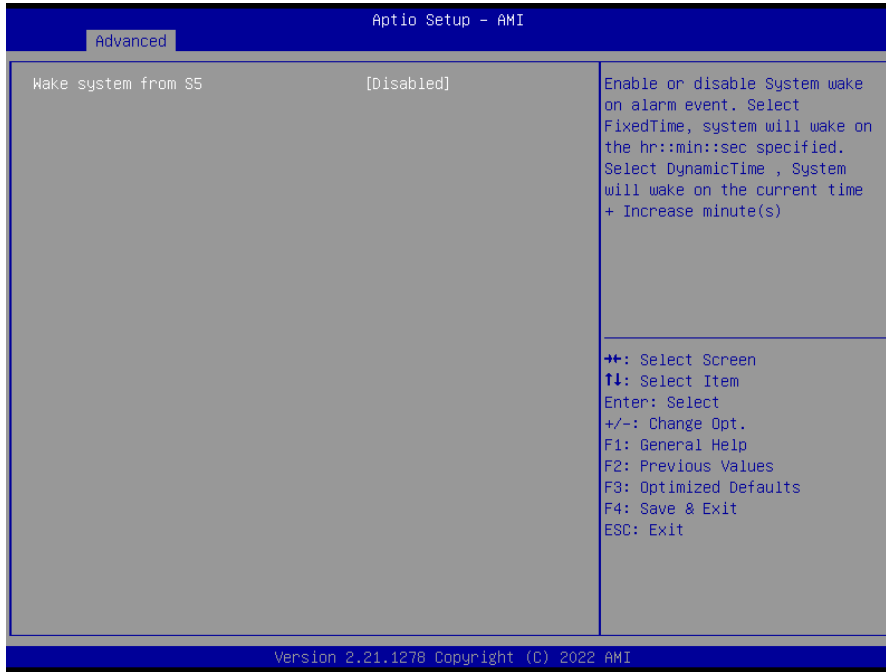 Aptio Setup – AMI
Advanced
Wake system from S5 [Disabled]
Enable or disable System wake
on alarm event. Select
FixedTime, system will wake on
the hr::min::sec specified.
Select DynamicTime , System
will wake on the current time
+ Increase minute(s)
→←: Select Screen
↑↓: Select Item
Enter: Select
+/-: Change Opt.
F1: General Help
F2: Previous Values
F3: Optimized Defaults
F4: Save & Exit
ESC: Exit
Version 2.21.1278 Copyright (C) 2022 AMI